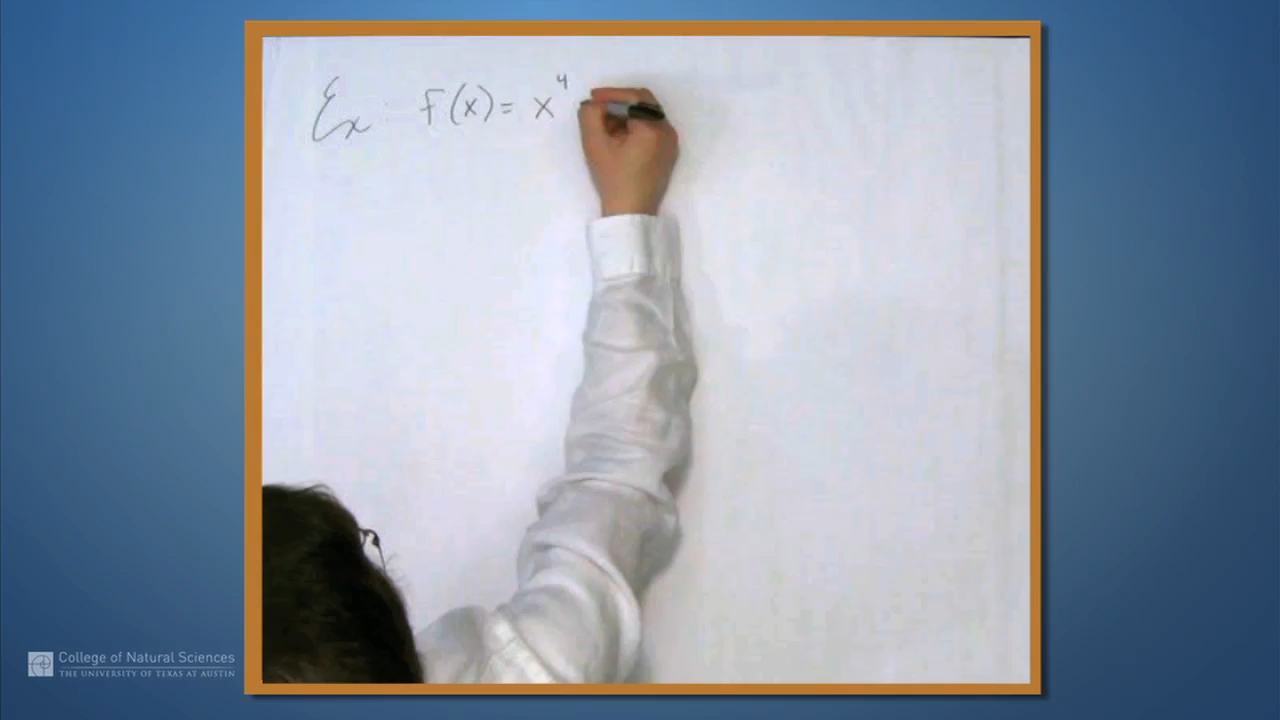 Ex : f(x) = x⁴
College of Natural Sciences
THE UNIVERSITY OF TEXAS AT AUSTIN